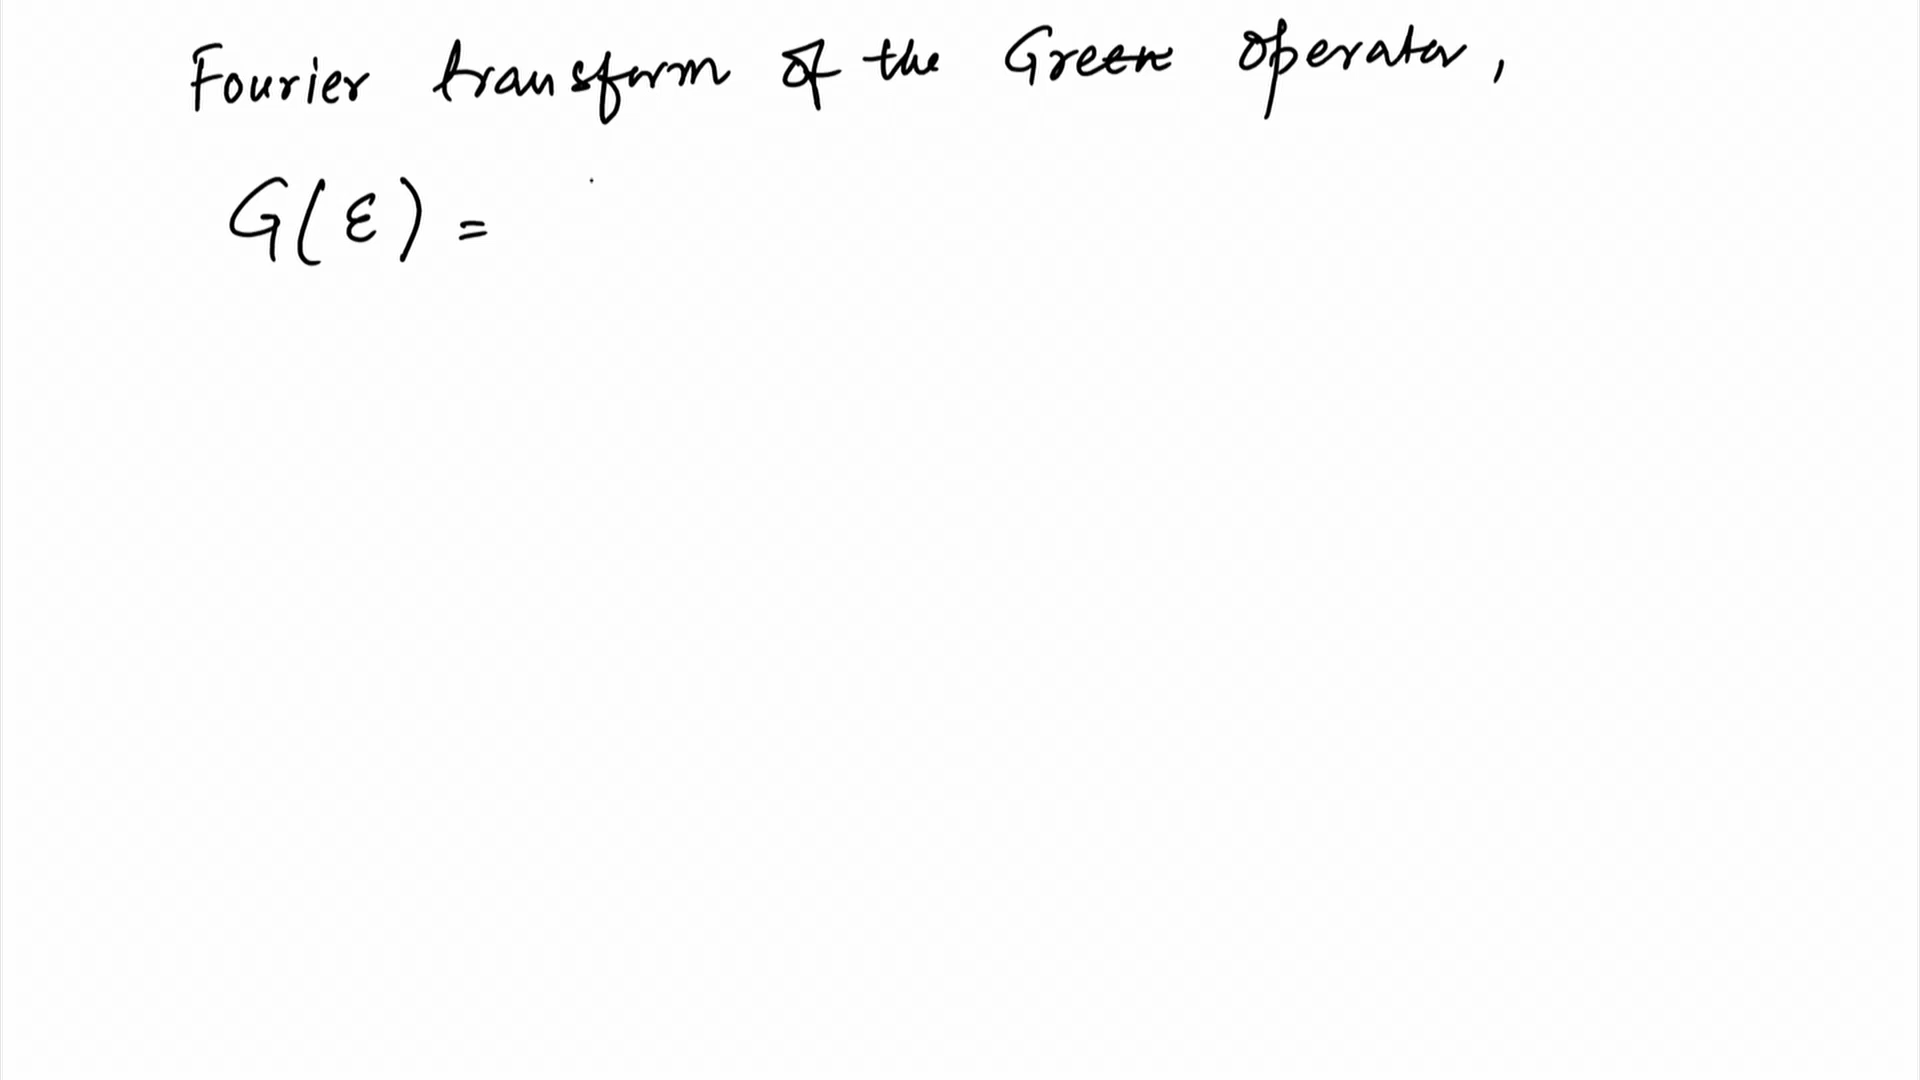 Fourier transform of the Green operator,
G(ε) =